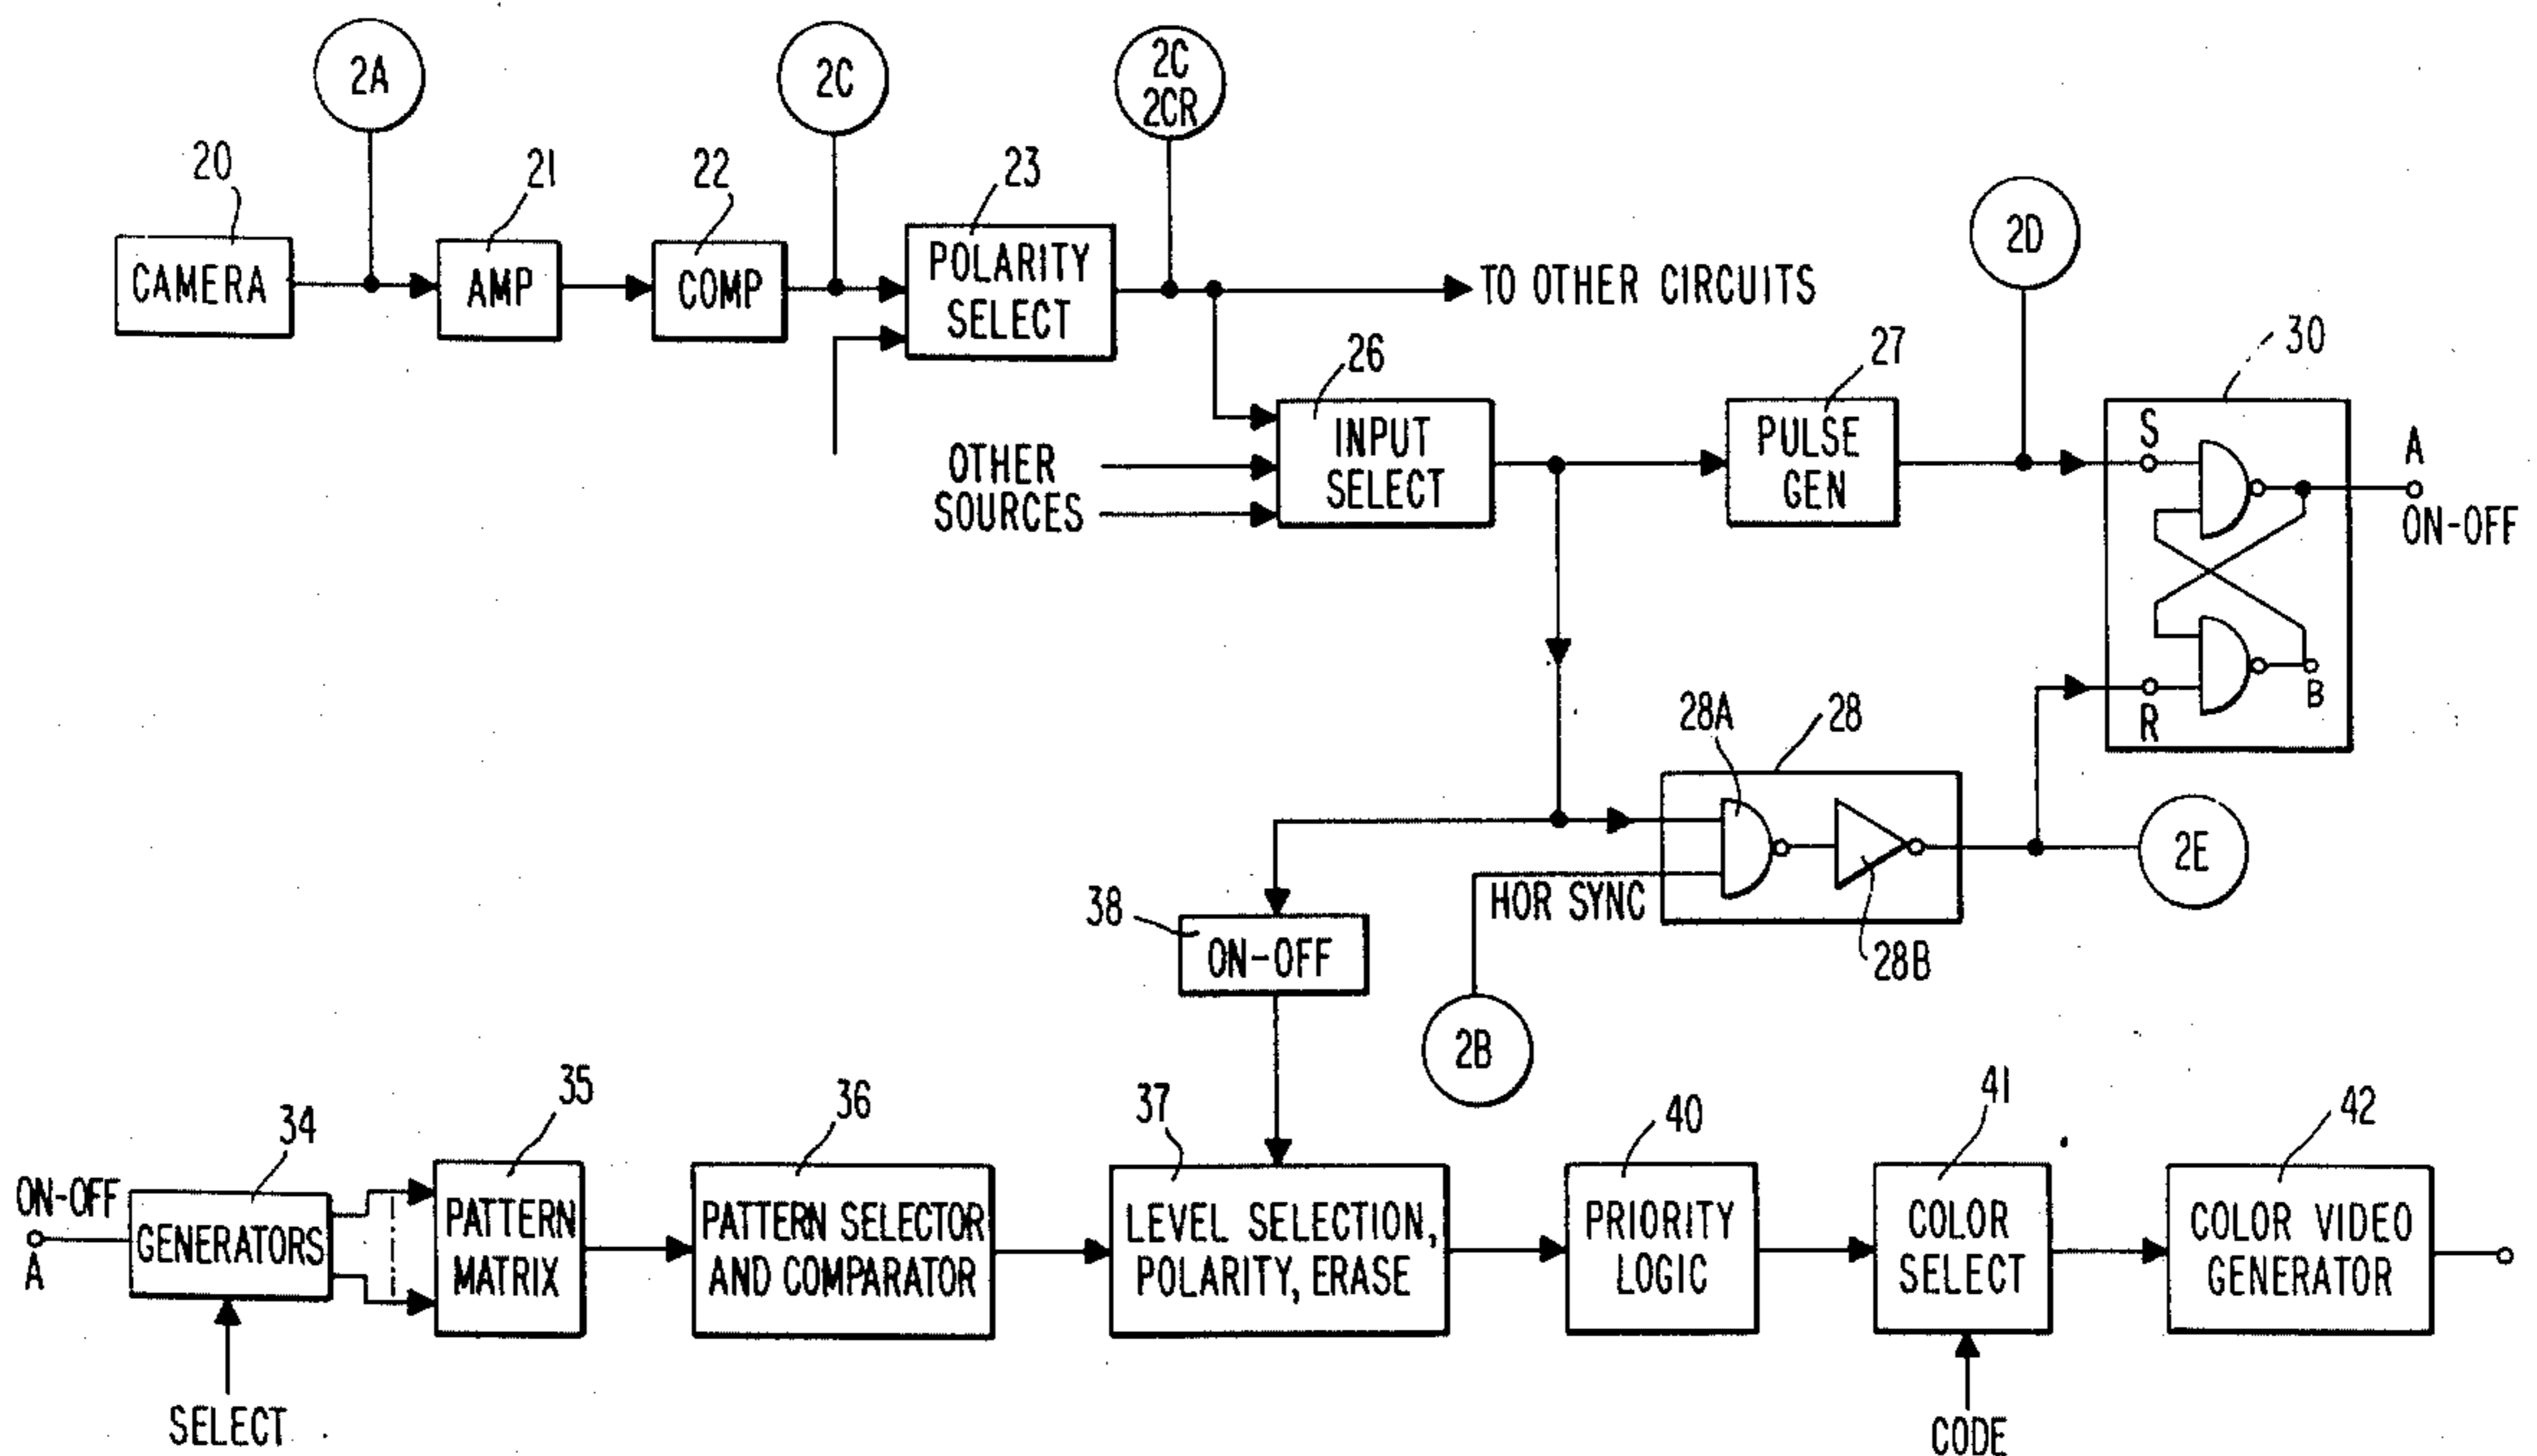 2A
2C
2C
2CR
20
21
22
23
2D
CAMERA
AMP
COMP
POLARITY
SELECT
TO OTHER CIRCUITS
26
27
30
OTHER
SOURCES
INPUT
SELECT
PULSE
GEN
S
A
ON-OFF
B
R
28A
28
38
ON-OFF
HOR SYNC
28B
2E
2B
34
35
36
37
40
41
42
ON-OFF
A
GENERATORS
PATTERN
MATRIX
PATTERN SELECTOR
AND COMPARATOR
LEVEL SELECTION,
POLARITY, ERASE
PRIORITY
LOGIC
COLOR
SELECT
COLOR VIDEO
GENERATOR
SELECT
CODE